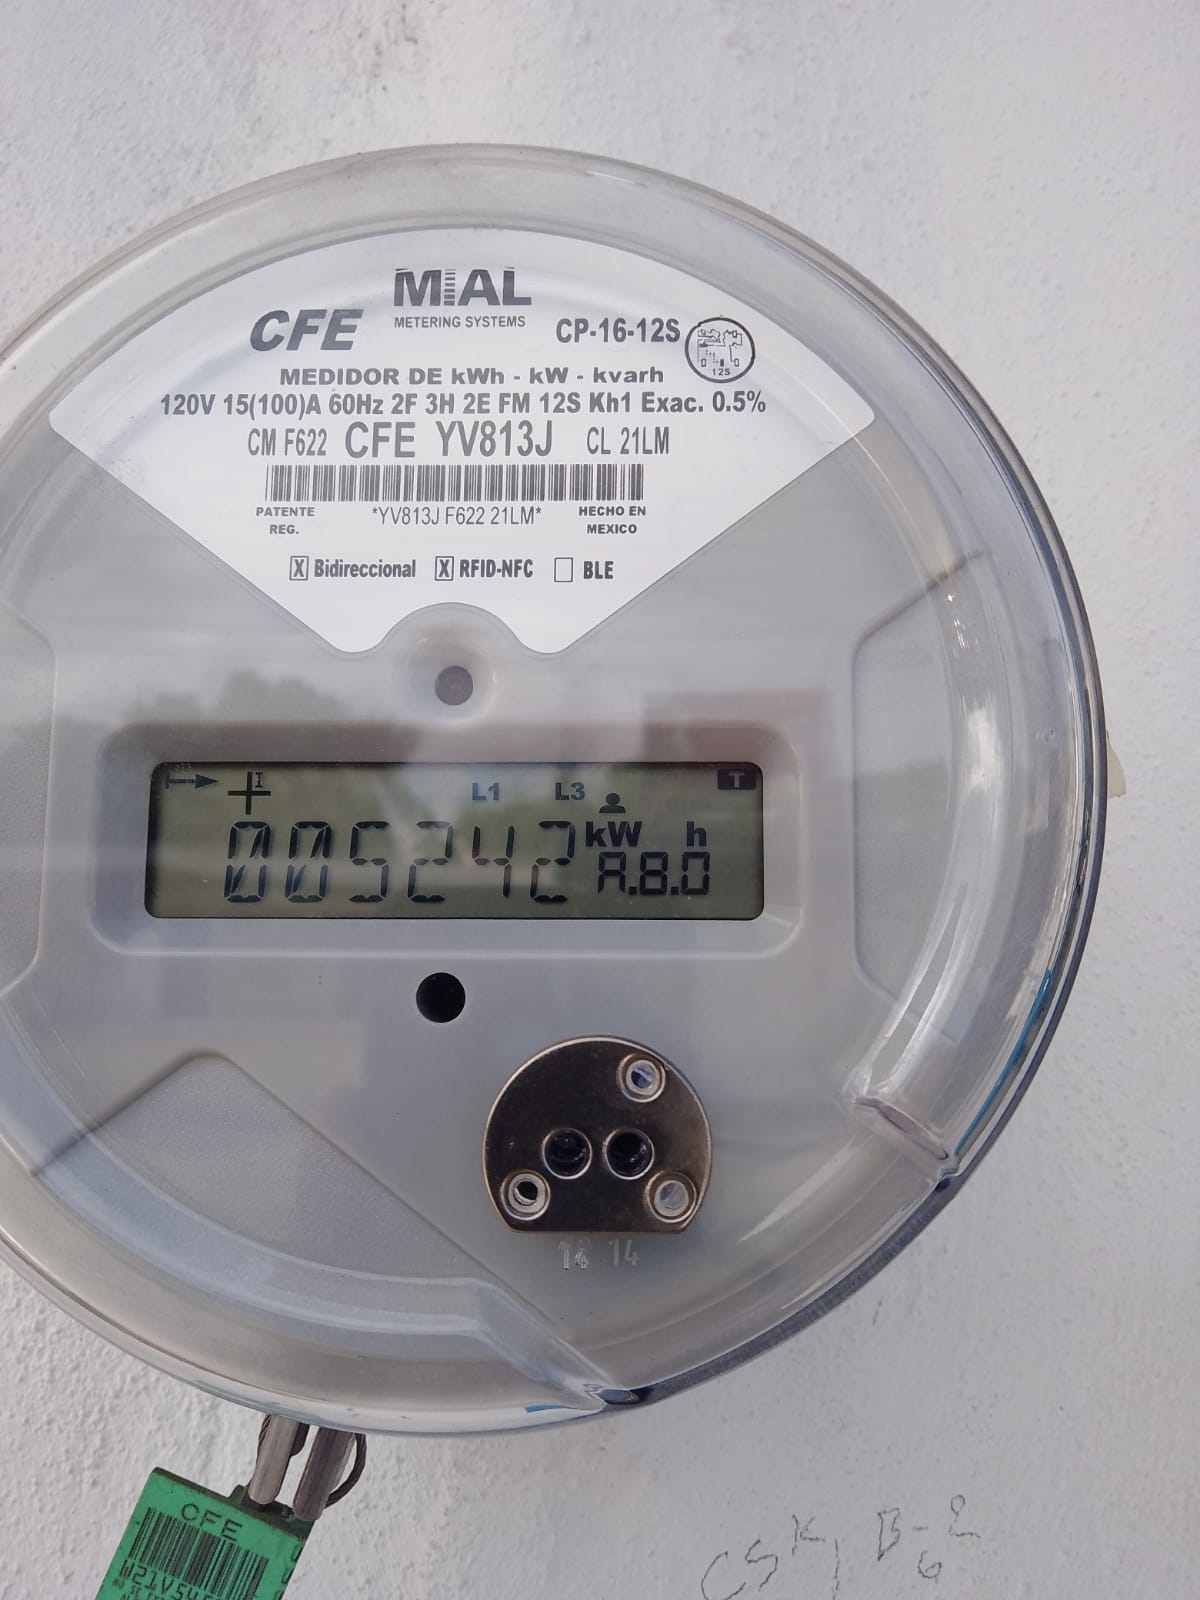 MIAL
METERING SYSTEMS
CFE
CP-16-12S
12S
MEDIDOR DE kWh - kW - kvarh
120V 15(100)A 60Hz 2F 3H 2E FM 12S Kh1 Exac. 0.5%
CM F622 CFE YV813J CL 21LM
PATENTE REG.
*YV813J F622 21LM*
HECHO EN MEXICO
X Bidireccional X RFID-NFC BLE
I L1 L3 T
005242 kW h
A.8.0
14 14
CFE
B-2
6